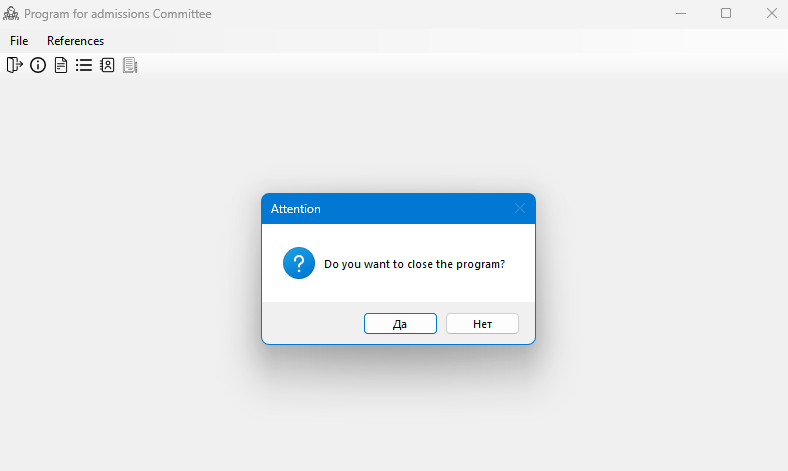 Program for admissions Committee
File References
Attention
Do you want to close the program?
Да Нет